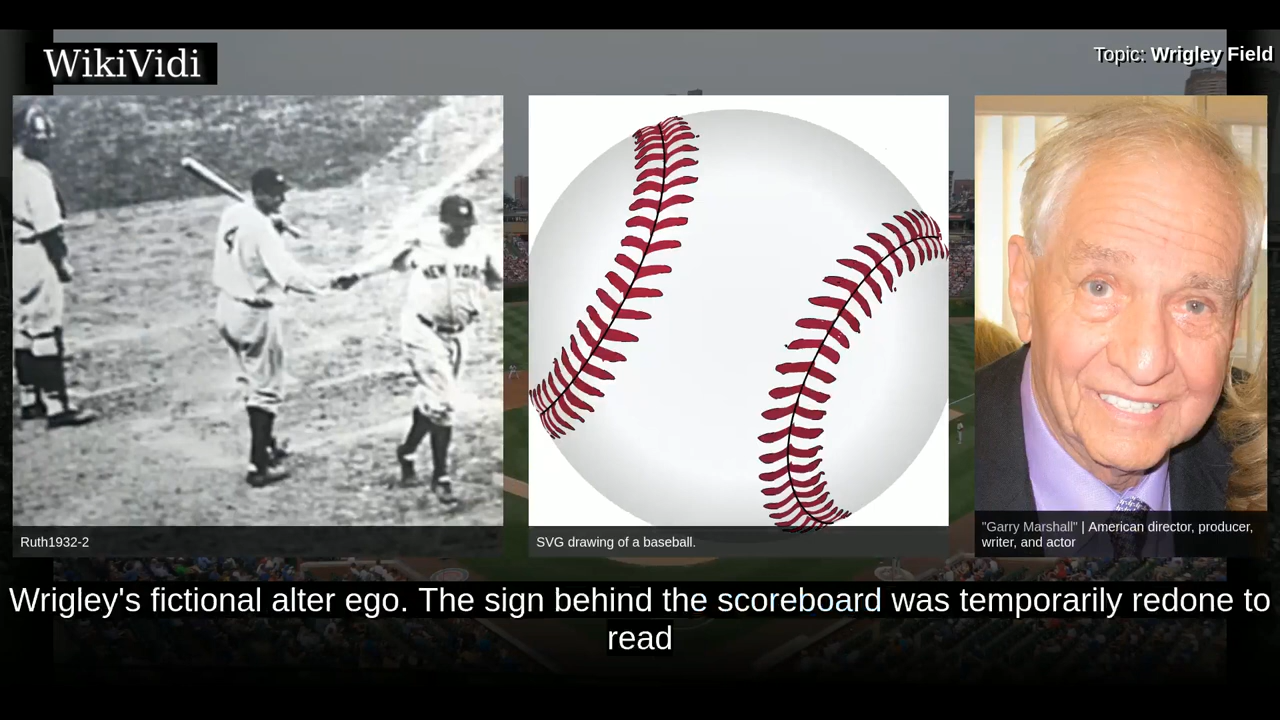 WikiVidi
Topic: Wrigley Field
4
NEW YORK
Ruth1932-2
SVG drawing of a baseball.
"Garry Marshall" | American director, producer,
writer, and actor
Wrigley's fictional alter ego. The sign behind the scoreboard was temporarily redone to
read